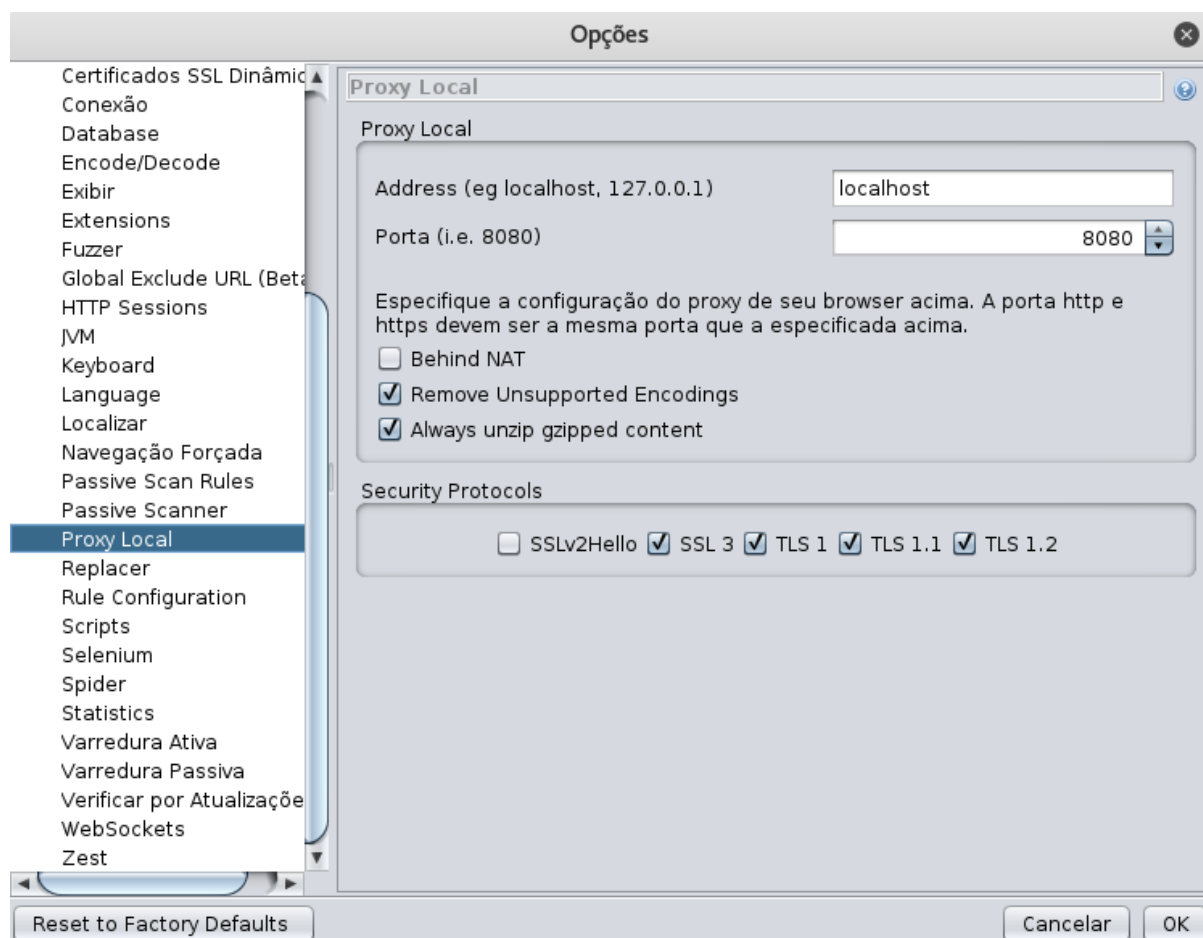 Opções
Certificados SSL Dinâmic
Conexão
Database
Encode/Decode
Exibir
Extensions
Fuzzer
Global Exclude URL (Beta
HTTP Sessions
JVM
Keyboard
Language
Localizar
Navegação Forçada
Passive Scan Rules
Passive Scanner
Proxy Local
Replacer
Rule Configuration
Scripts
Selenium
Spider
Statistics
Varredura Ativa
Varredura Passiva
Verificar por Atualizaçõe
WebSockets
Zest
Proxy Local
Proxy Local
Address (eg localhost, 127.0.0.1) localhost
Porta (i.e. 8080) 8080
Especifique a configuração do proxy de seu browser acima. A porta http e
https devem ser a mesma porta que a especificada acima.
Behind NAT
Remove Unsupported Encodings
Always unzip gzipped content
Security Protocols
SSLv2Hello SSL 3 TLS 1 TLS 1.1 TLS 1.2
Reset to Factory Defaults Cancelar OK